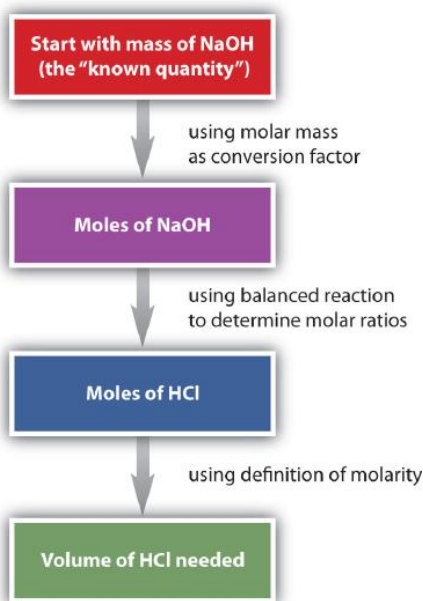 Start with mass of NaOH
(the “known quantity”)
using molar mass
as conversion factor
Moles of NaOH
using balanced reaction
to determine molar ratios
Moles of HCl
using definition of molarity
Volume of HCl needed